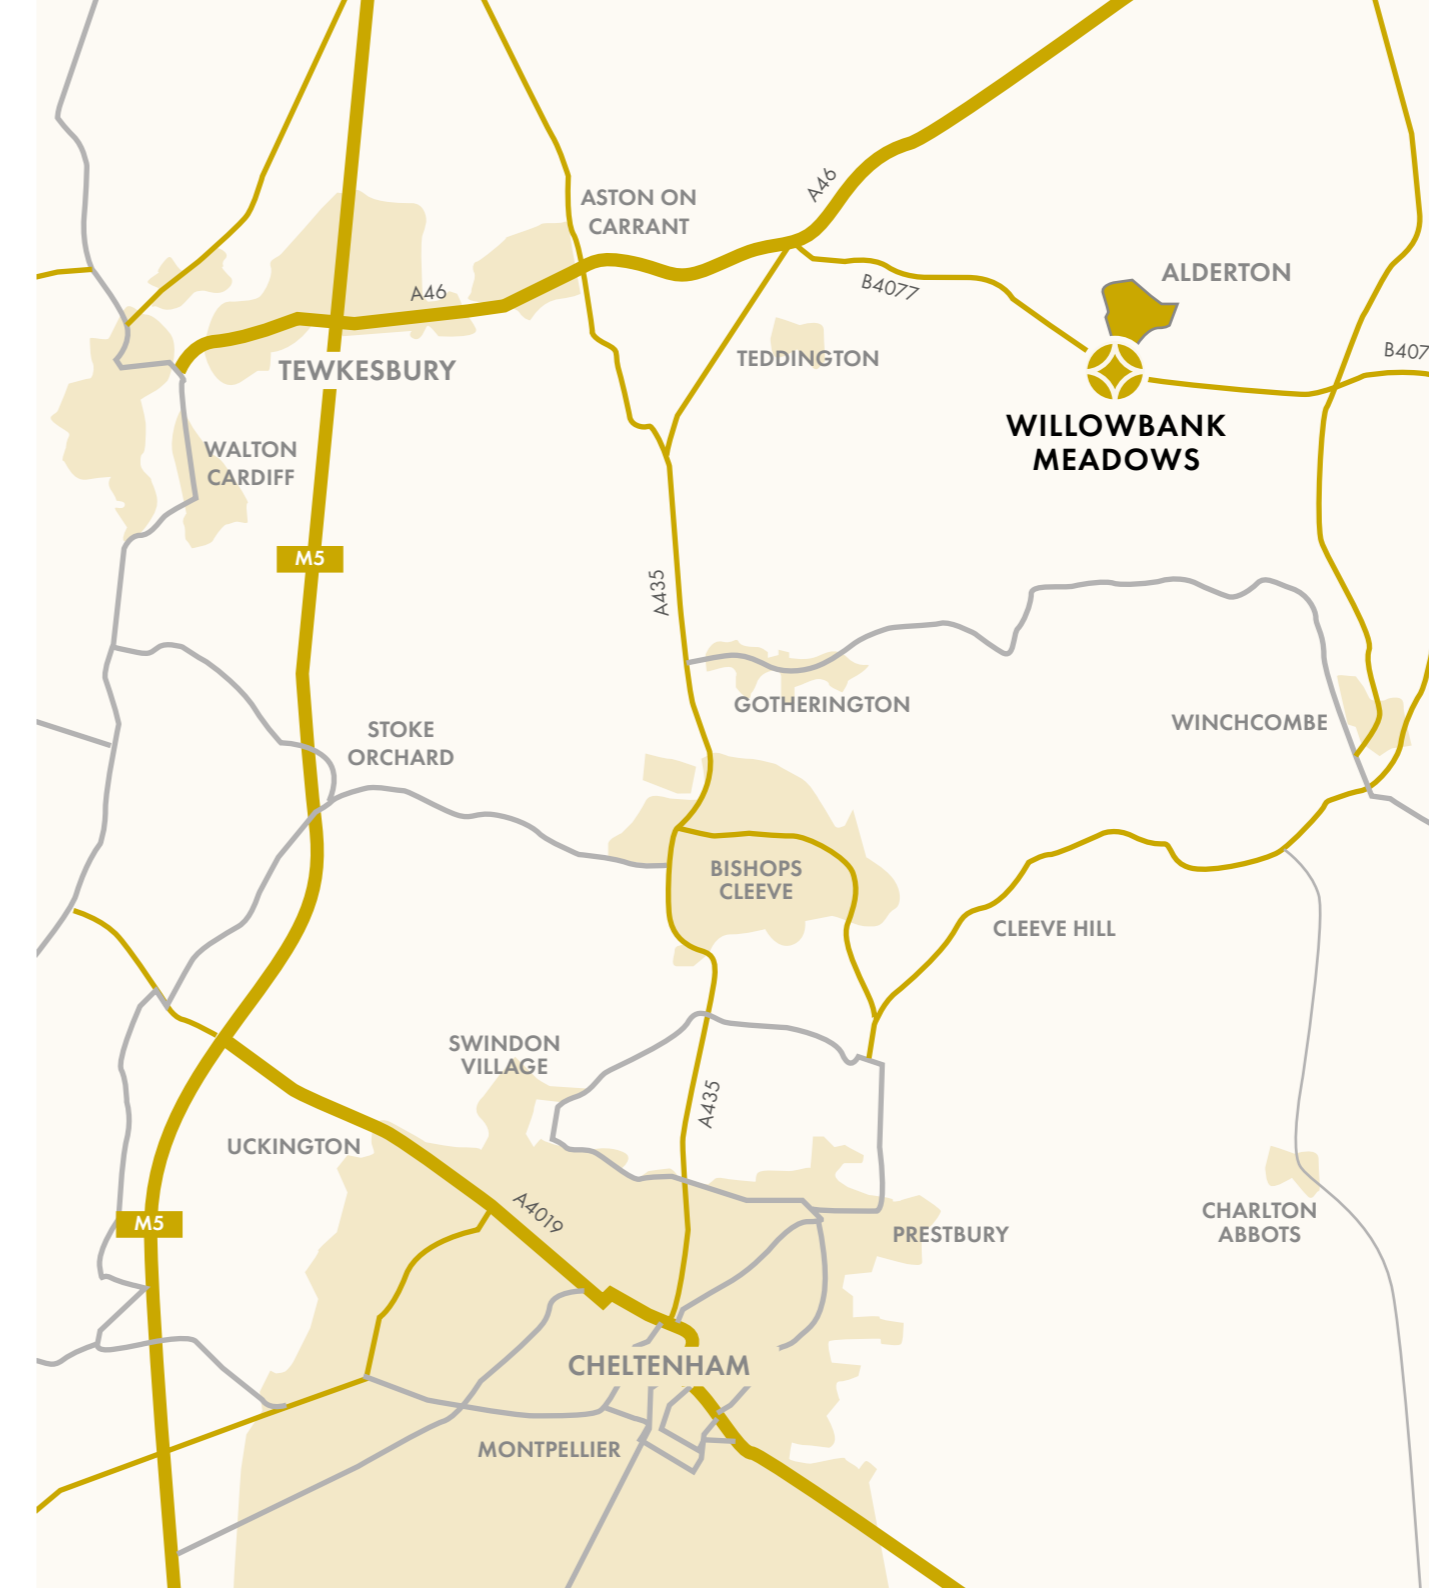 A46
ASTON ON
CARRANT
ALDERTON
A46
B4077
TEDDINGTON
B407
TEWKESBURY
WILLOWBANK
MEADOWS
WALTON
CARDIFF
M5
A435
GOTHERINGTON
WINCHCOMBE
STOKE
ORCHARD
BISHOPS
CLEEVE
CLEEVE HILL
SWINDON
VILLAGE
A435
UCKINGTON
A4019
M5
PRESTBURY
CHARLTON
ABBOTS
CHELTENHAM
MONTPELLIER